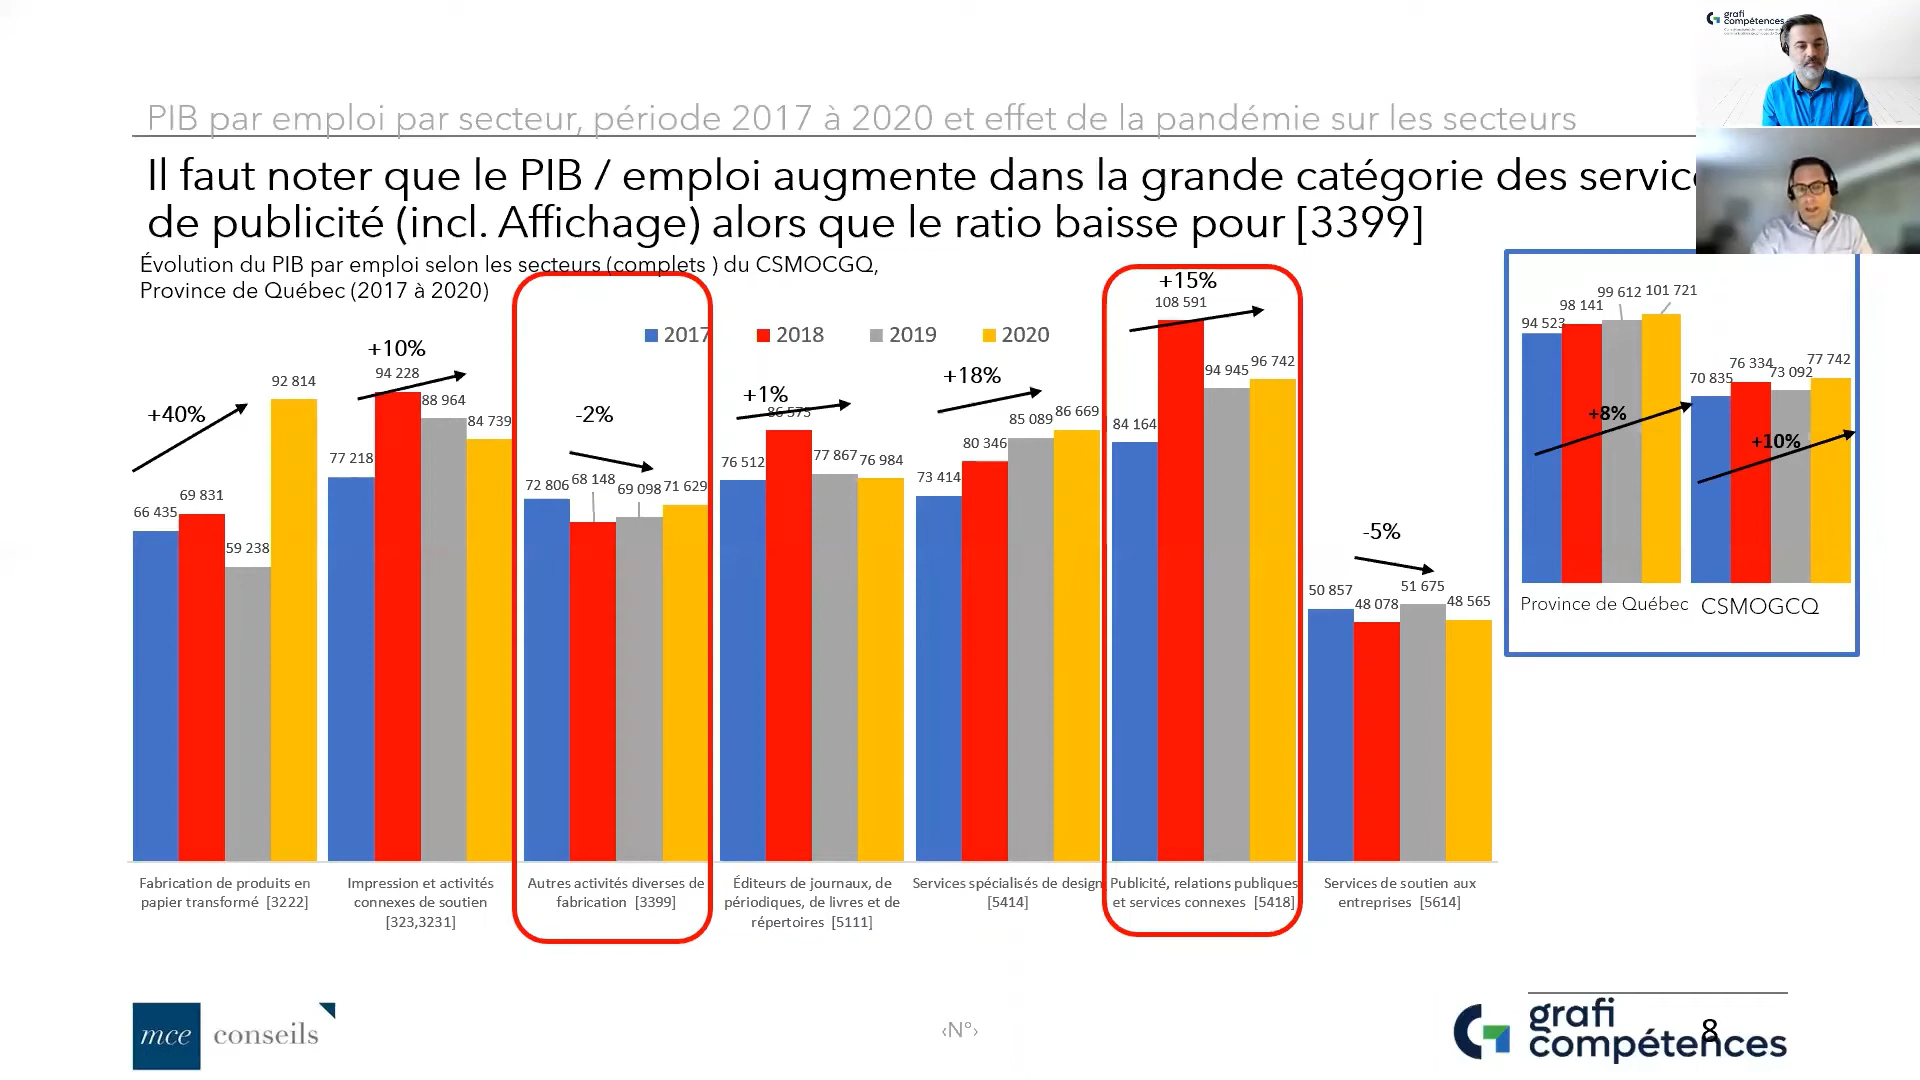 grafi
compétences
PIB par emploi par secteur, période 2017 à 2020 et effet de la pandémie sur les secteurs
Il faut noter que le PIB / emploi augmente dans la grande catégorie des servic
de publicité (incl. Affichage) alors que le ratio baisse pour [3399]
Évolution du PIB par emploi selon les secteurs (complets ) du CSMOCGQ,
Province de Québec (2017 à 2020)
2017 2018 2019 2020
+40%
66 435 69 831 59 238 92 814
+10%
77 218 94 228 88 964 84 739
-2%
72 806 68 148 69 098 71 629
+1%
76 512 86 573 77 867 76 984
+18%
73 414 80 346 85 089 86 669
+15%
84 164 108 591 94 945 96 742
-5%
50 857 48 078 51 675 48 565
Fabrication de produits en
papier transformé [3222]
Impression et activités
connexes de soutien
[323,3231]
Autres activités diverses de
fabrication [3399]
Éditeurs de journaux, de
périodiques, de livres et de
répertoires [5111]
Services spécialisés de design
[5414]
Publicité, relations publiques
et services connexes [5418]
Services de soutien aux
entreprises [5614]
94 523 98 141 99 612 101 721
+8%
70 835 76 334 73 092 77 742
+10%
Province de Québec CSMOGCQ
mce conseils
‹N°›
grafi
compétences
8